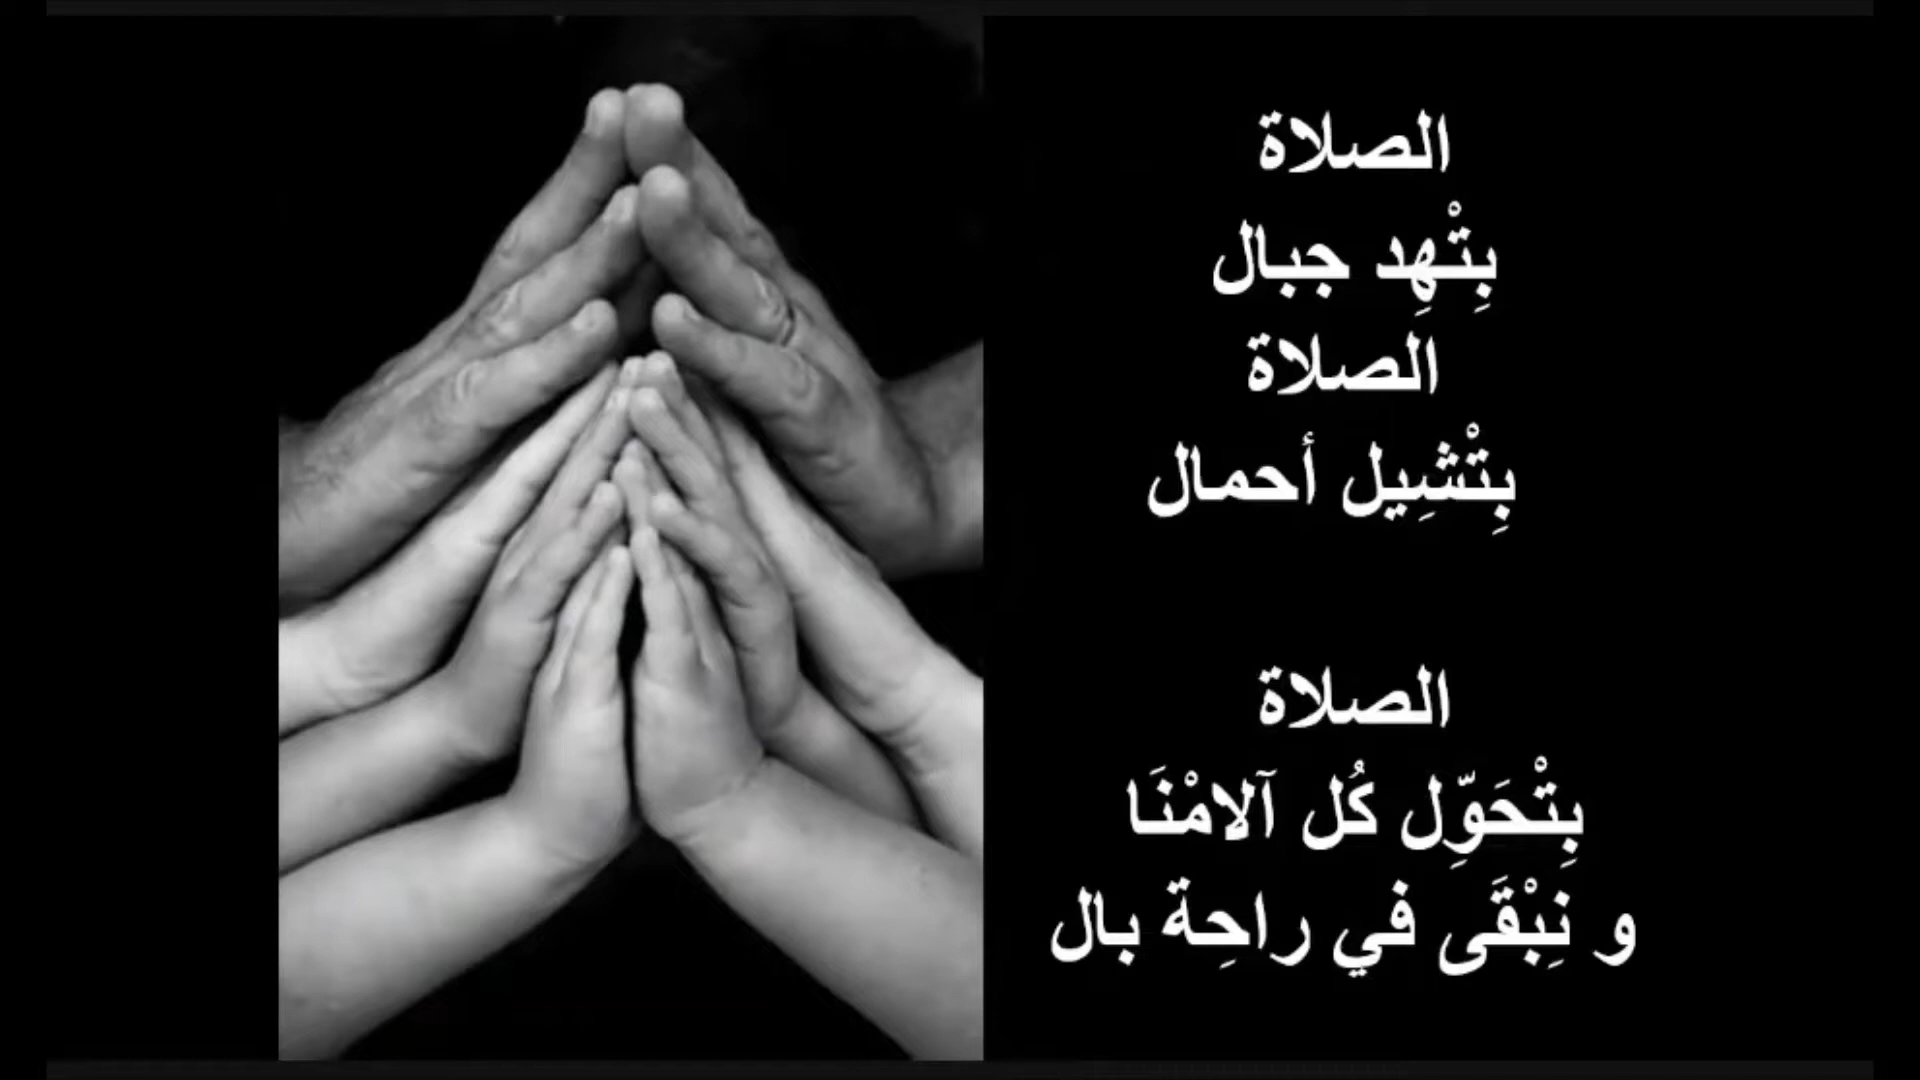 الصلاة
بِتْهِد جبال
الصلاة
بِتْشِيل أحمال
الصلاة
بِتْحَوِّل كُل آلامْنَا
و نِبْقَى في راحِة بال